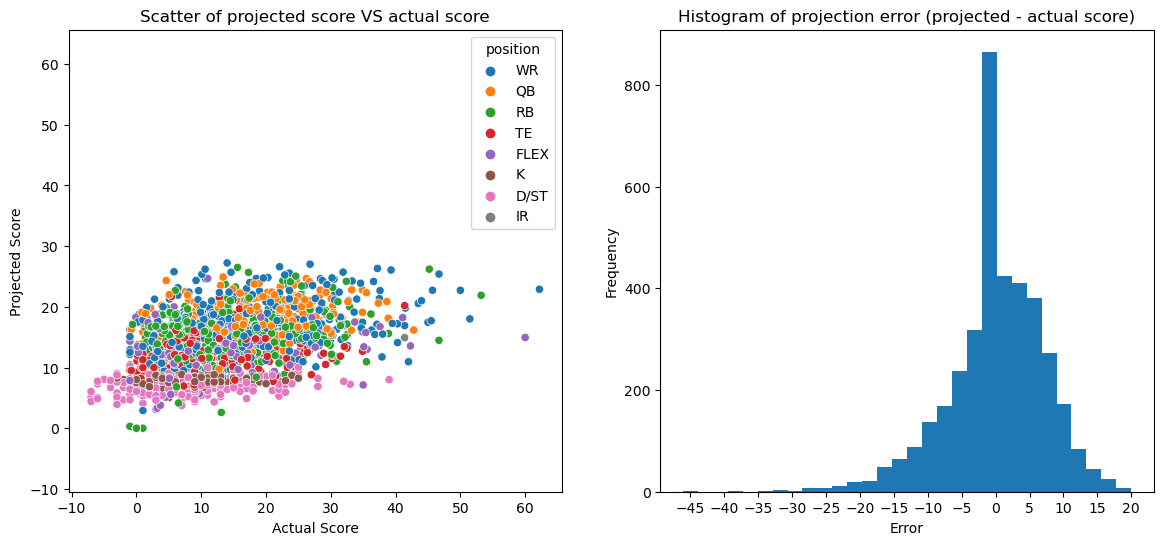 Scatter of projected score VS actual score
Projected Score
60
50
40
30
20
10
0
−10
−10
0
10
20
30
40
50
60
Actual Score
position
WR
QB
RB
TE
FLEX
K
D/ST
IR
Histogram of projection error (projected - actual score)
Frequency
800
600
400
200
0
−45
−40
−35
−30
−25
−20
−15
−10
−5
0
5
10
15
20
Error